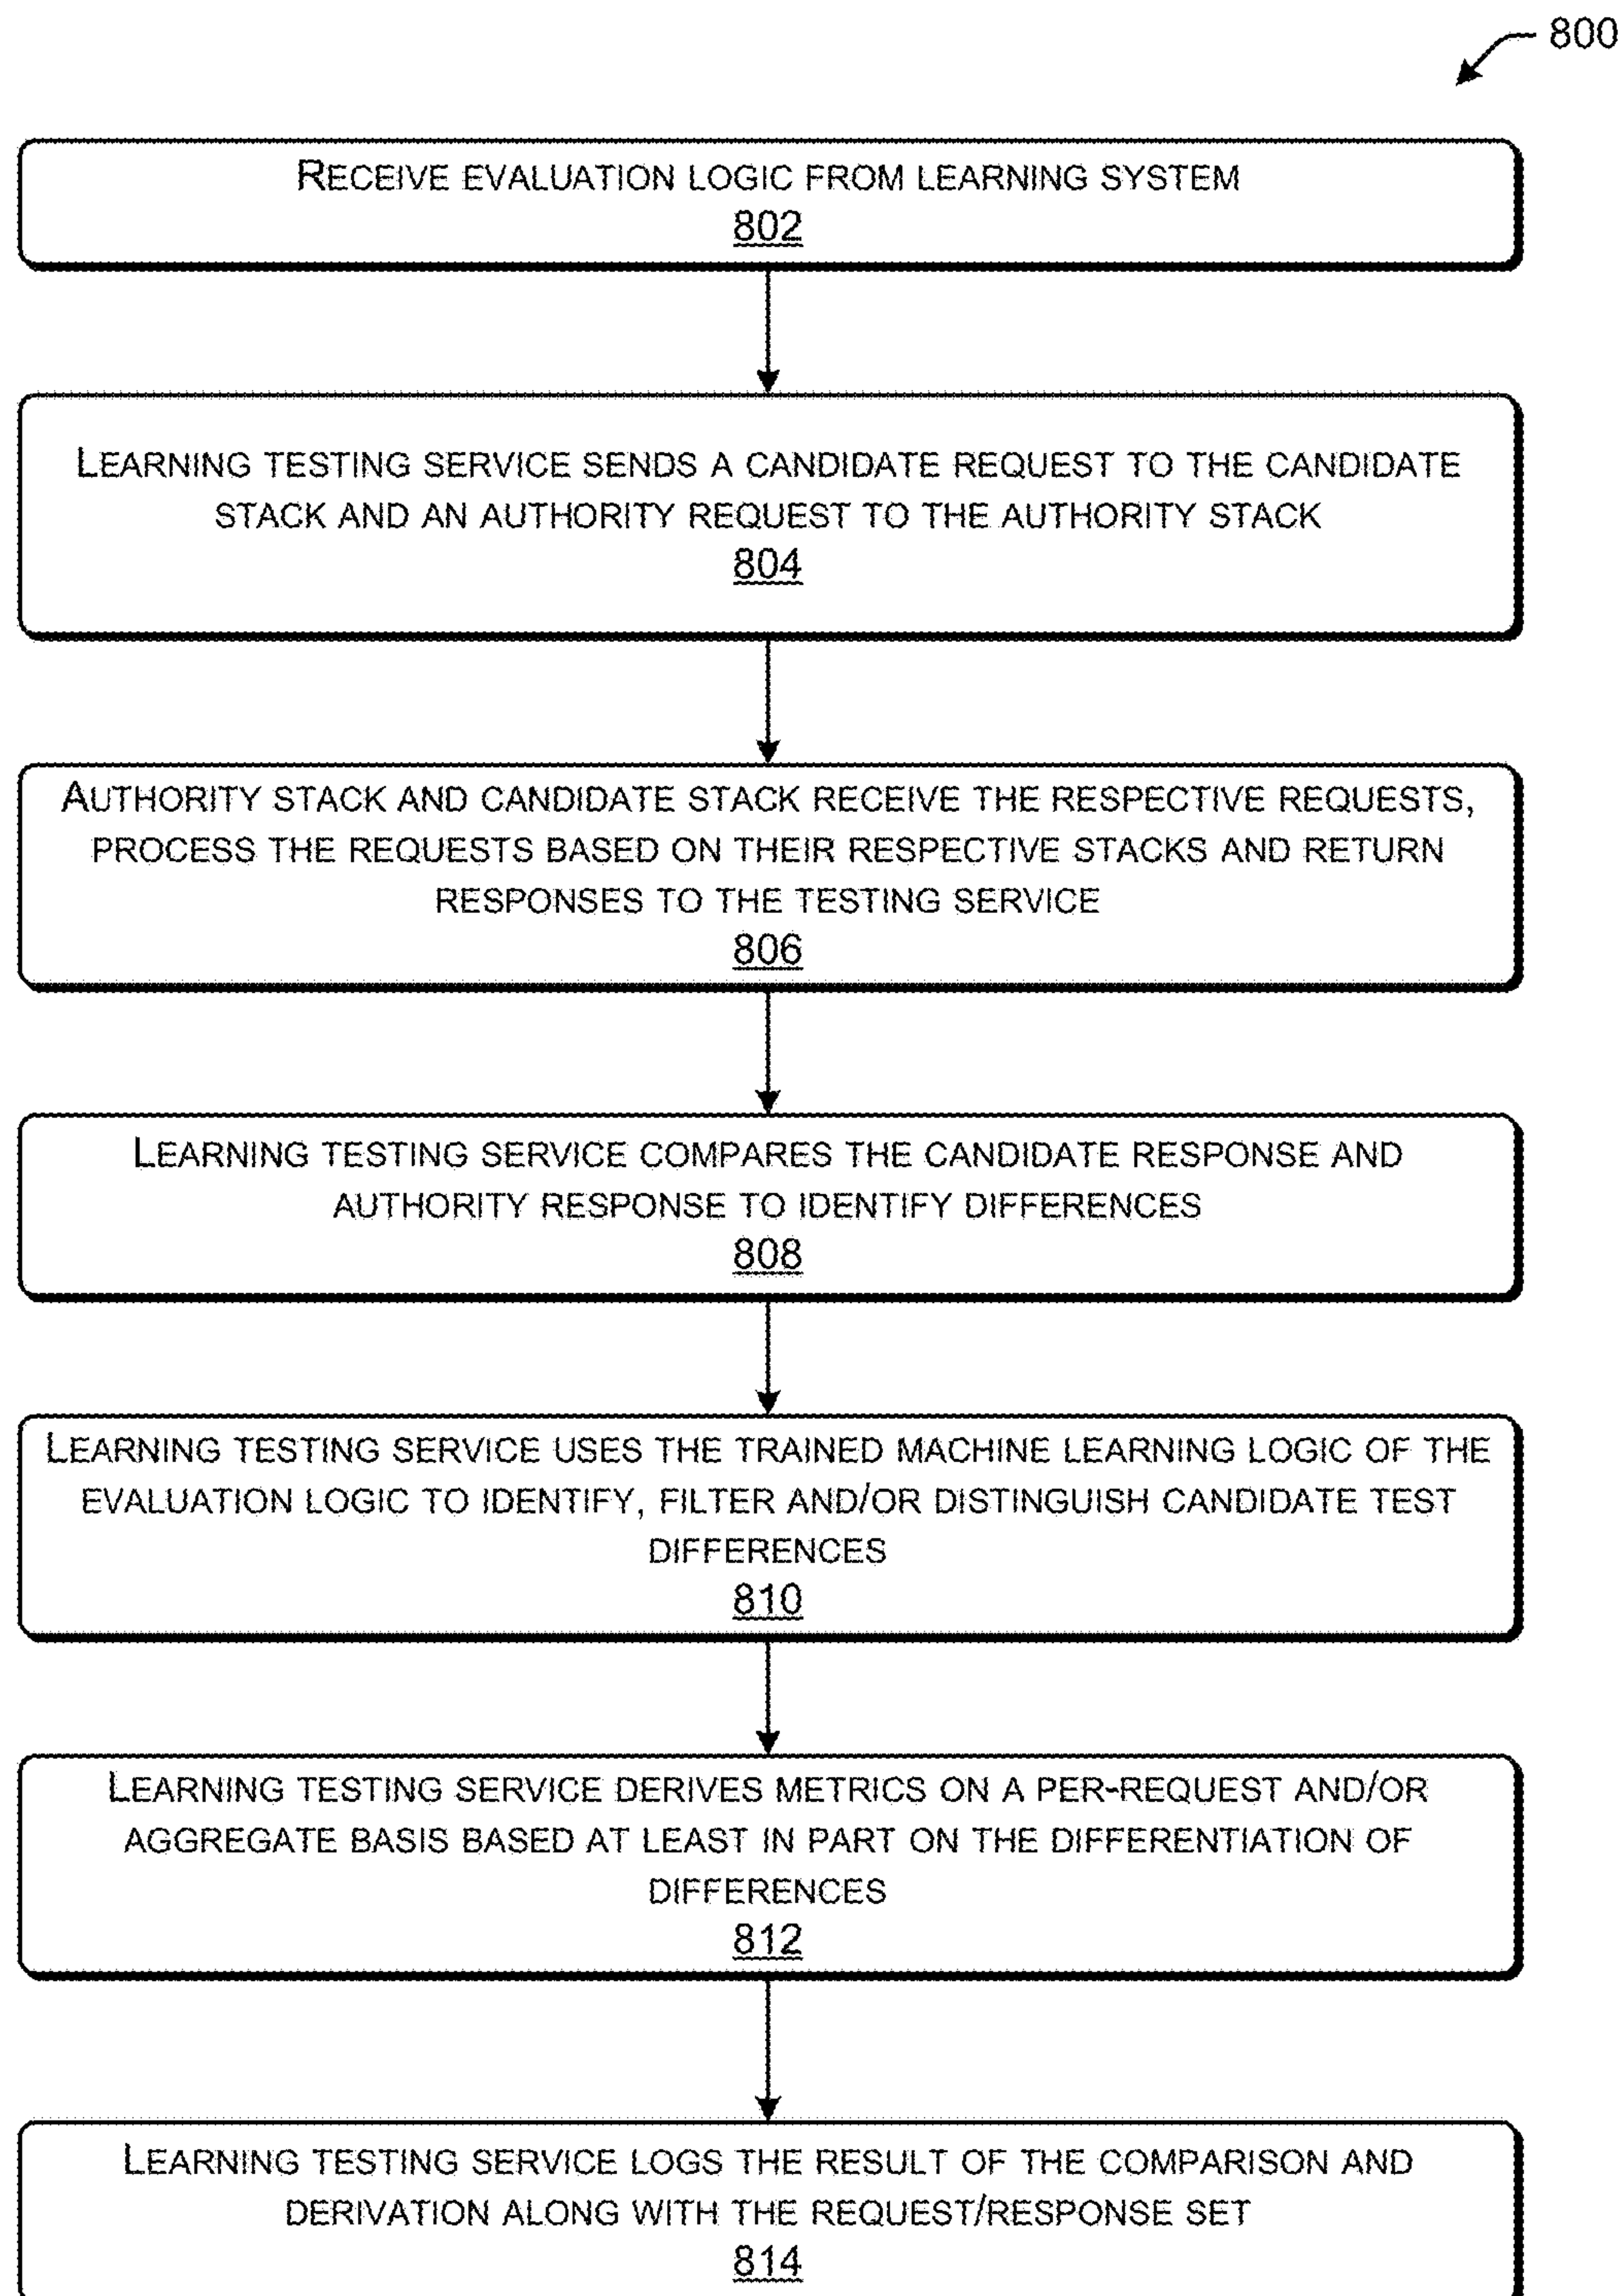 800
RECEIVE EVALUATION LOGIC FROM LEARNING SYSTEM
802
LEARNING TESTING SERVICE SENDS A CANDIDATE REQUEST TO THE CANDIDATE
STACK AND AN AUTHORITY REQUEST TO THE AUTHORITY STACK
804
AUTHORITY STACK AND CANDIDATE STACK RECEIVE THE RESPECTIVE REQUESTS,
PROCESS THE REQUESTS BASED ON THEIR RESPECTIVE STACKS AND RETURN
RESPONSES TO THE TESTING SERVICE
806
LEARNING TESTING SERVICE COMPARES THE CANDIDATE RESPONSE AND
AUTHORITY RESPONSE TO IDENTIFY DIFFERENCES
808
LEARNING TESTING SERVICE USES THE TRAINED MACHINE LEARNING LOGIC OF THE
EVALUATION LOGIC TO IDENTIFY, FILTER AND/OR DISTINGUISH CANDIDATE TEST
DIFFERENCES
810
LEARNING TESTING SERVICE DERIVES METRICS ON A PER-REQUEST AND/OR
AGGREGATE BASIS BASED AT LEAST IN PART ON THE DIFFERENTIATION OF
DIFFERENCES
812
LEARNING TESTING SERVICE LOGS THE RESULT OF THE COMPARISON AND
DERIVATION ALONG WITH THE REQUEST/RESPONSE SET
814